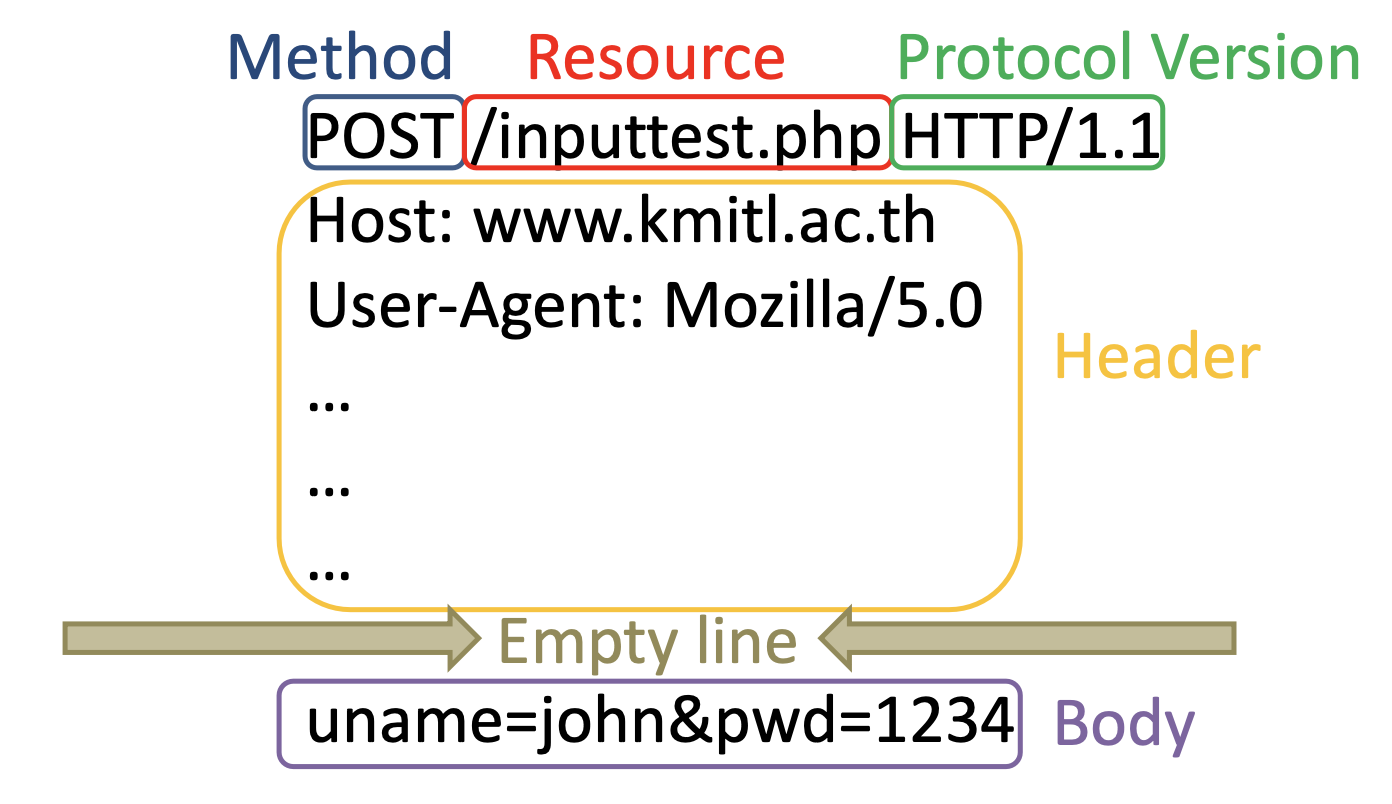 Method Resource Protocol Version
POST /inputtest.php HTTP/1.1
Host: www.kmitl.ac.th
User-Agent: Mozilla/5.0
...
Header
...
...
Empty line
uname=john&pwd=1234 Body